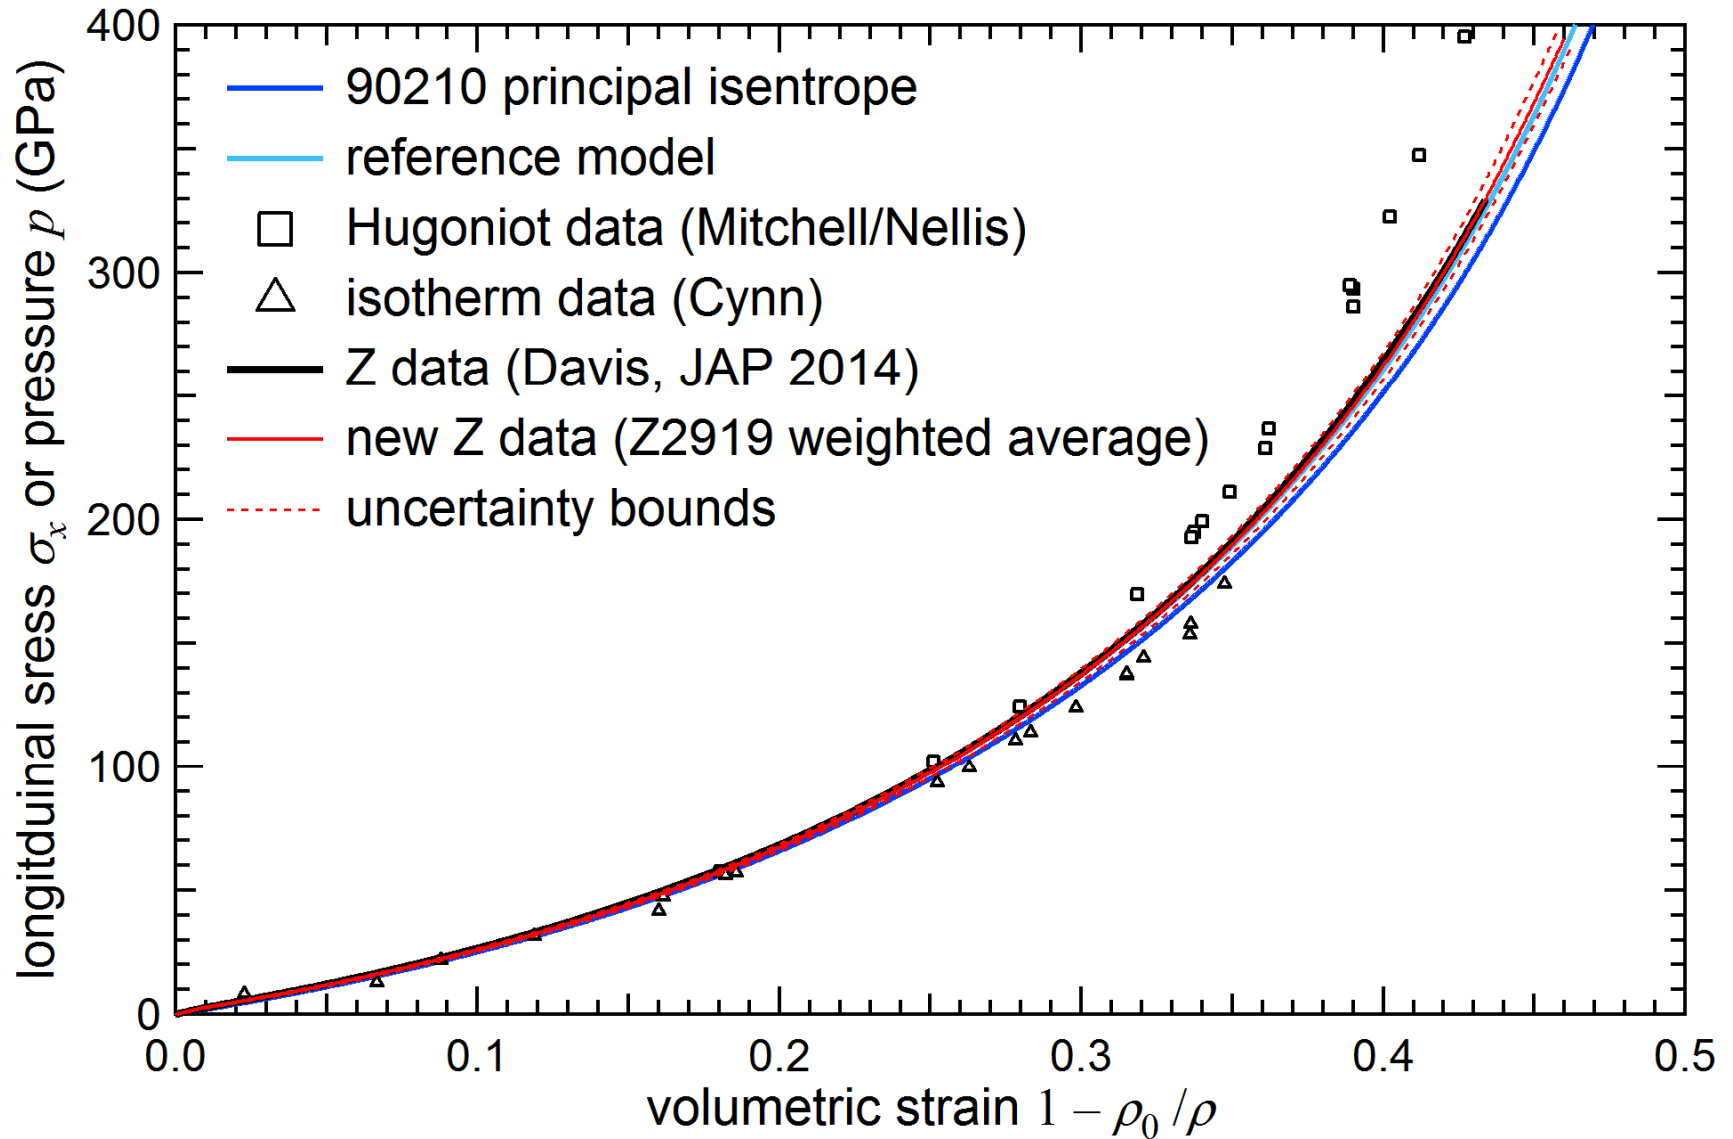 400
300
200
100
0
longitduinal sress σx or pressure p (GPa)
90210 principal isentrope
reference model
Hugoniot data (Mitchell/Nellis)
isotherm data (Cynn)
Z data (Davis, JAP 2014)
new Z data (Z2919 weighted average)
uncertainty bounds
0.0 0.1 0.2 0.3 0.4 0.5
volumetric strain 1 – ρ0 /ρ